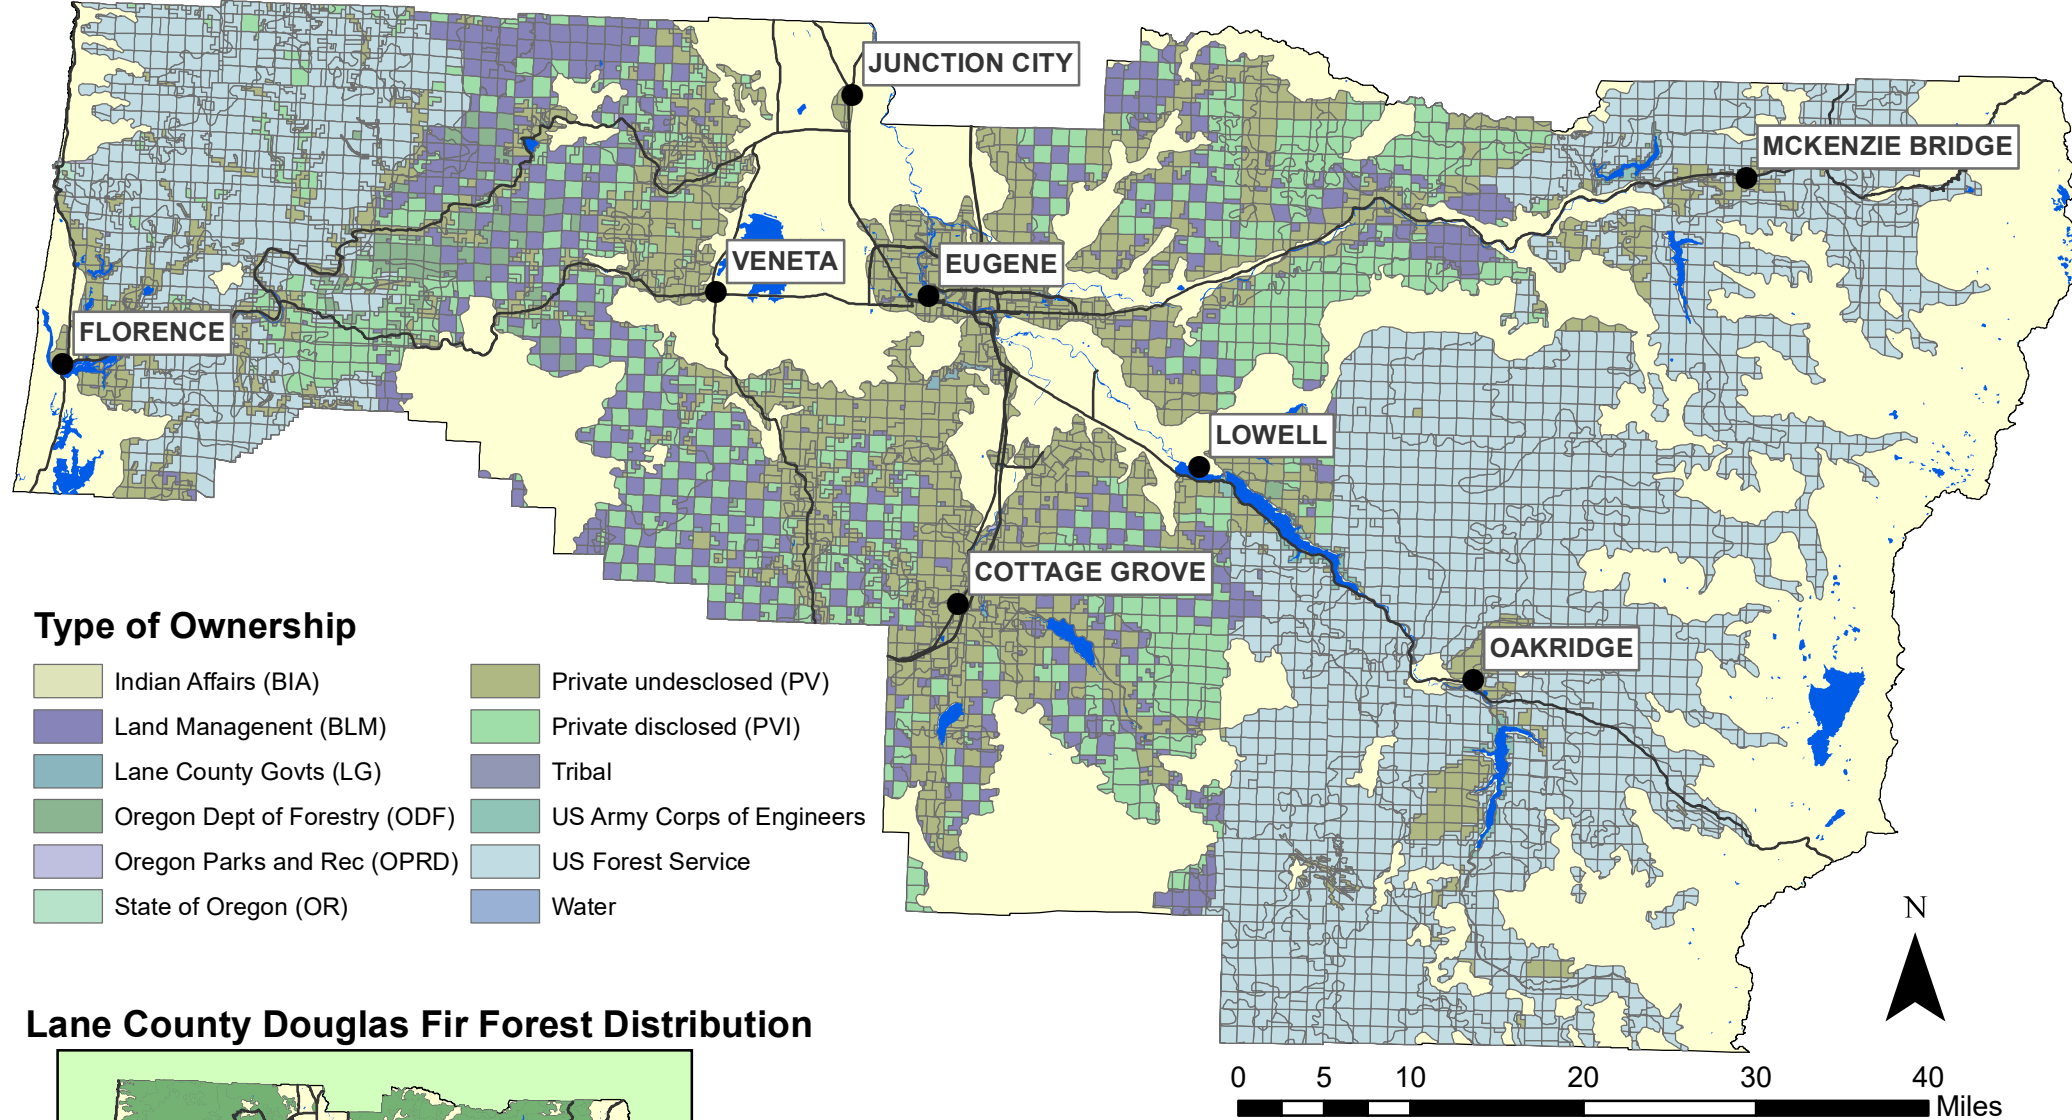 JUNCTION CITY
MCKENZIE BRIDGE
VENETA
EUGENE
FLORENCE
LOWELL
COTTAGE GROVE
OAKRIDGE
Type of Ownership
Indian Affairs (BIA)
Land Managenent (BLM)
Lane County Govts (LG)
Oregon Dept of Forestry (ODF)
Oregon Parks and Rec (OPRD)
State of Oregon (OR)
Private undesclosed (PV)
Private disclosed (PVI)
Tribal
US Army Corps of Engineers
US Forest Service
Water
N
Lane County Douglas Fir Forest Distribution
0 5 10 20 30 40
Miles